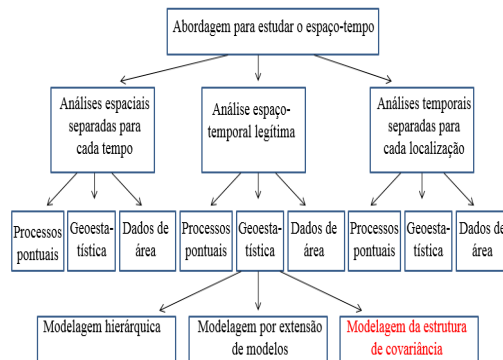 Abordagem para estudar o espaço-tempo
Análises espaciais
separadas para
cada tempo
Análise espaço-
temporal legítima
Análises temporais
separadas para
cada localização
Processos
pontuais
Geoesta-
tística
Dados de
área
Processos
pontuais
Geoesta-
tística
Dados de
área
Processos
pontuais
Geoesta-
tística
Dados de
área
Modelagem hierárquica
Modelagem por extensão
de modelos
Modelagem da estrutura
de covariância